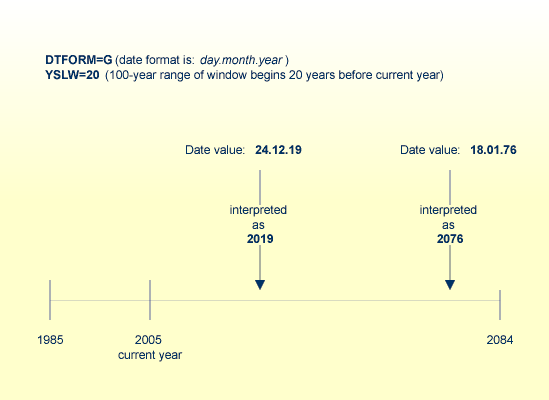 DTFORM=G (date format is: day.month.year )
YSLW=20 (100-year range of window begins 20 years before current year)
Date value: 24.12.19
Date value: 18.01.76
interpreted
as
2019
interpreted
as
2076
1985
2005
current year
2084